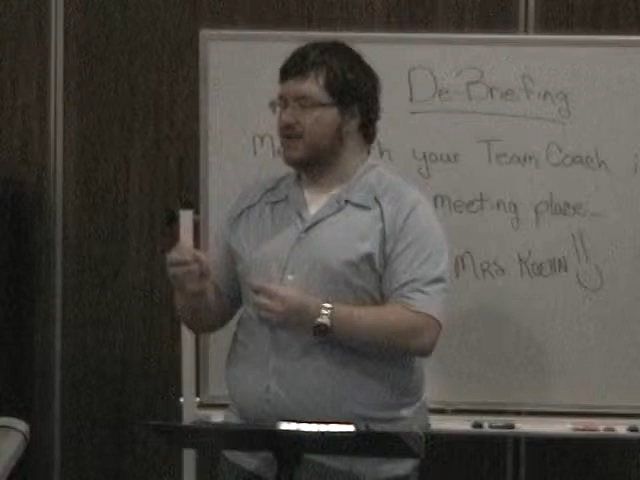 De Briefing
your Team Coach
meeting place...
MRS. KOEHN!!